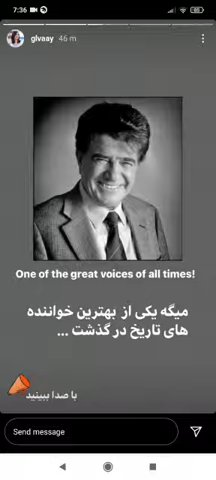 7:36
glvaay 46 m
One of the great voices of all times!
میگه یکی از بهترین خواننده
های تاریخ در گذشت ...
با صدا ببینید
Send message